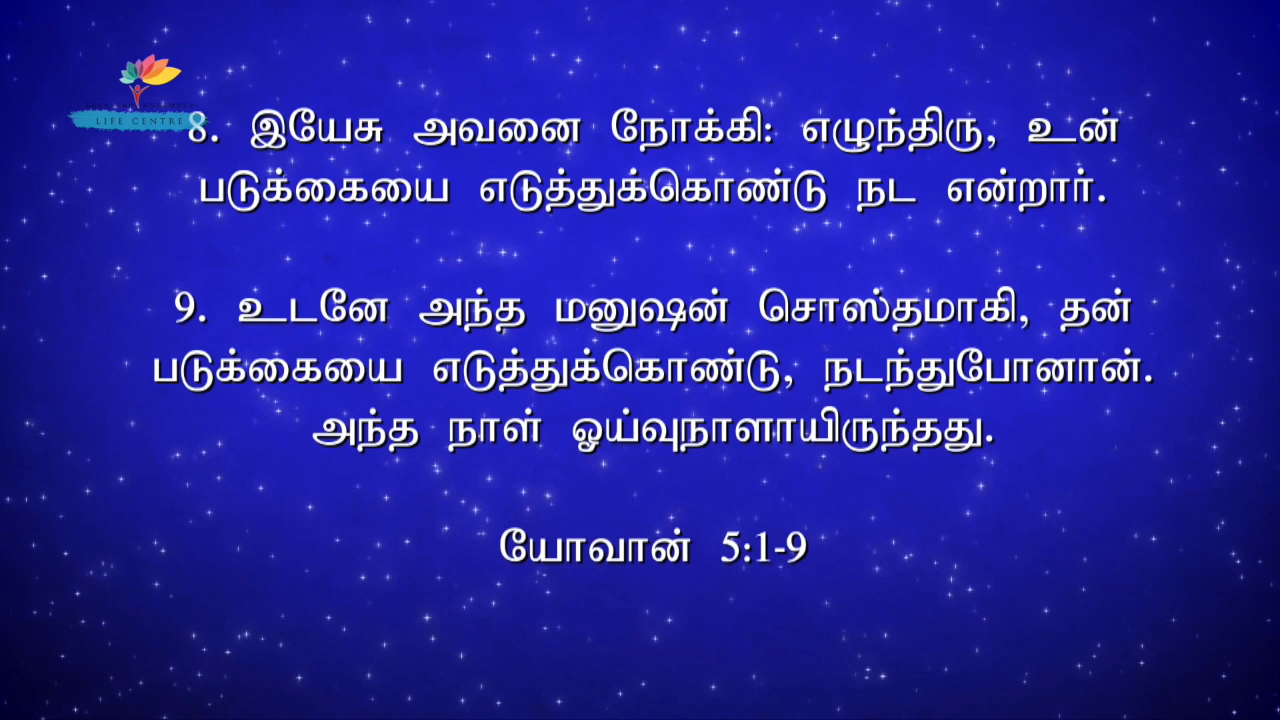 LIFE CENTRE
8. இயேசு அவனை நோக்கி: எழுந்திரு, உன்
படுக்கையை எடுத்துக்கொண்டு நட என்றார்.
9. உடனே அந்த மனுஷன் சொஸ்தமாகி, தன்
படுக்கையை எடுத்துக்கொண்டு, நடந்துபோனான்.
அந்த நாள் ஓய்வுநாளாயிருந்தது.
யோவான் 5:1-9